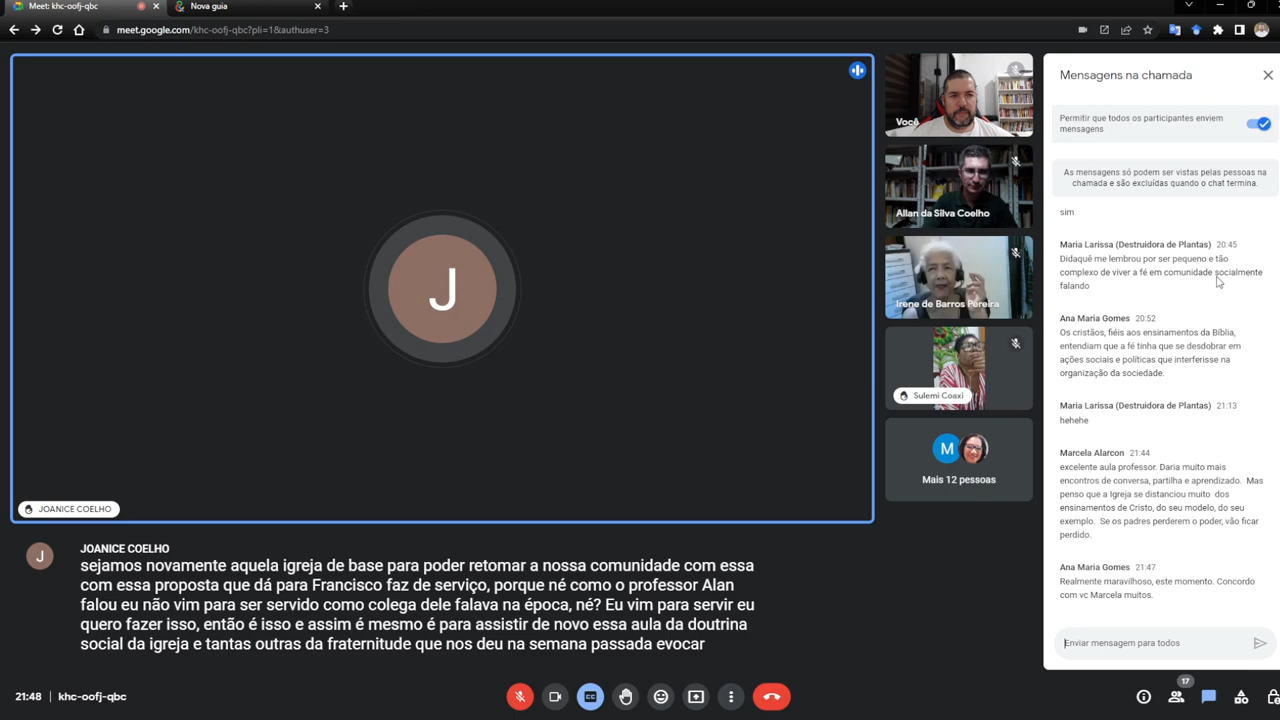 Meet: khc-oofj-qbc
Nova guia
meet.google.com/khc-oofj-qbc?pli=1&authuser=3
J
JOANICE COELHO
Você
Allan da Silva Coelho
Irene de Barros Pereira
Sulemi Coaxi
M
Mais 12 pessoas
Mensagens na chamada
Permitir que todos os participantes enviem
mensagens
As mensagens só podem ser vistas pelas pessoas na
chamada e são excluídas quando o chat termina.
sim
Maria Larissa (Destruidora de Plantas) 20:45
Didaquê me lembrou por ser pequeno e tão
complexo de viver a fé em comunidade socialmente
falando
Ana Maria Gomes 20:52
Os cristãos, fiéis aos ensinamentos da Bíblia,
entendiam que a fé tinha que se desdobrar em
ações sociais e políticas que interferisse na
organização da sociedade.
Maria Larissa (Destruidora de Plantas) 21:13
hehehe
Marcela Alarcon 21:44
excelente aula professor. Daria muito mais
encontros de conversa, partilha e aprendizado. Mas
penso que a Igreja se distanciou muito dos
ensinamentos de Cristo, do seu modelo, do seu
exemplo. Se os padres perderem o poder, vão ficar
perdido.
Ana Maria Gomes 21:47
Realmente maravilhoso, este momento. Concordo
com vc Marcela muitos.
Enviar mensagem para todos
J
JOANICE COELHO
sejamos novamente aquela igreja de base para poder retomar a nossa comunidade com essa
com essa proposta que dá para Francisco faz de serviço, porque né como o professor Alan
falou eu não vim para ser servido como colega dele falava na época, né? Eu vim para servir eu
quero fazer isso, então é isso e assim é mesmo é para assistir de novo essa aula da doutrina
social da igreja e tantas outras da fraternitude que nos deu na semana passada evocar
21:48 | khc-oofj-qbc
CC
17